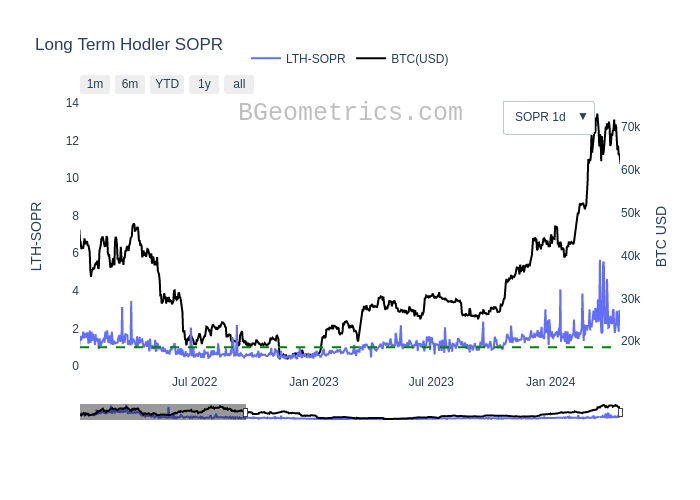 Long Term Hodler SOPR
LTH-SOPR BTC(USD)
1m 6m YTD 1y all
BGeometrics.com
SOPR 1d ▼
14
12
10
8
6
4
2
0
LTH-SOPR
70k
60k
50k
40k
30k
20k
BTC USD
Jul 2022 Jan 2023 Jul 2023 Jan 2024